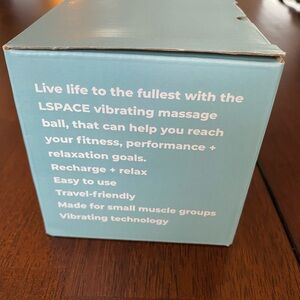 Live life to the fullest with the
LSPACE vibrating massage
ball, that can help you reach
your fitness, performance +
relaxation goals.
Recharge + relax
Easy to use
Travel-friendly
Made for small muscle groups
Vibrating technology